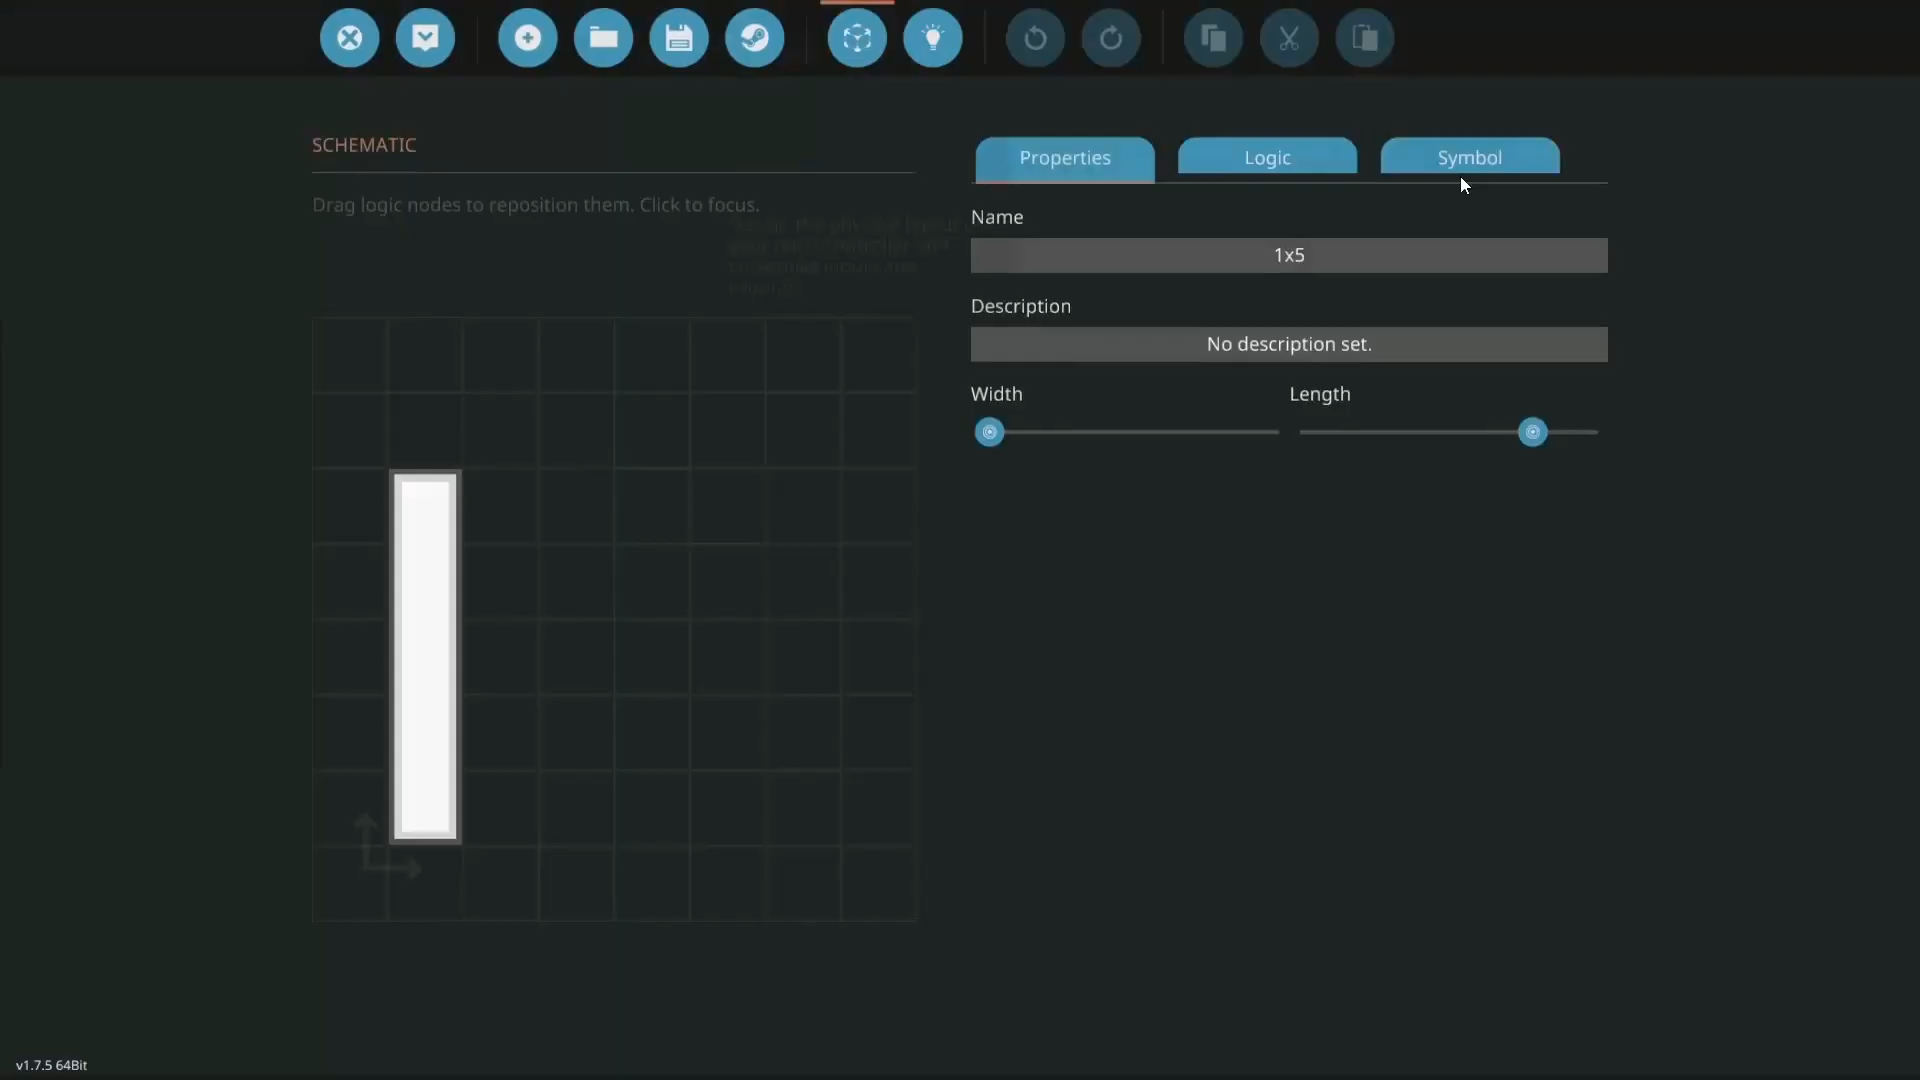 SCHEMATIC
Drag logic nodes to reposition them. Click to focus.
Properties
Logic
Symbol
Name
1x5
Description
No description set.
Width
Length
v1.7.5 64Bit